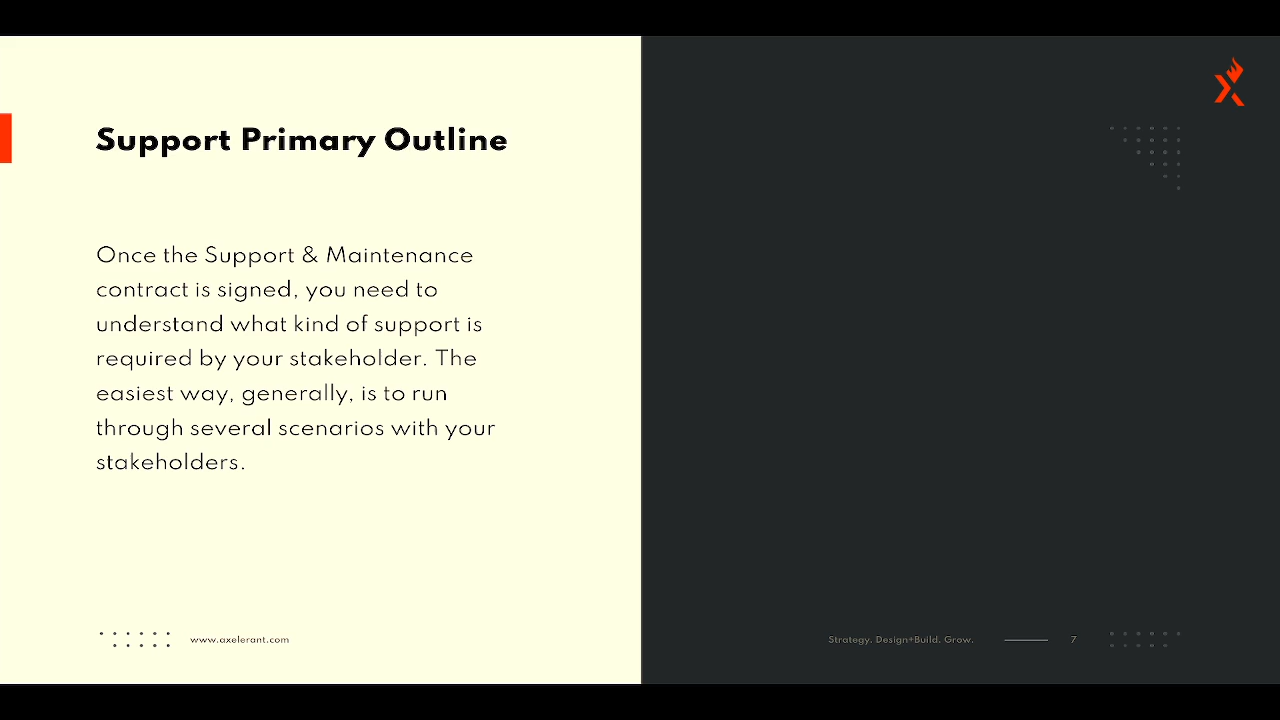 Support Primary Outline
Once the Support & Maintenance
contract is signed, you need to
understand what kind of support is
required by your stakeholder. The
easiest way, generally, is to run
through several scenarios with your
stakeholders.
www.axelerant.com
Strategy. Design+Build. Grow.
7